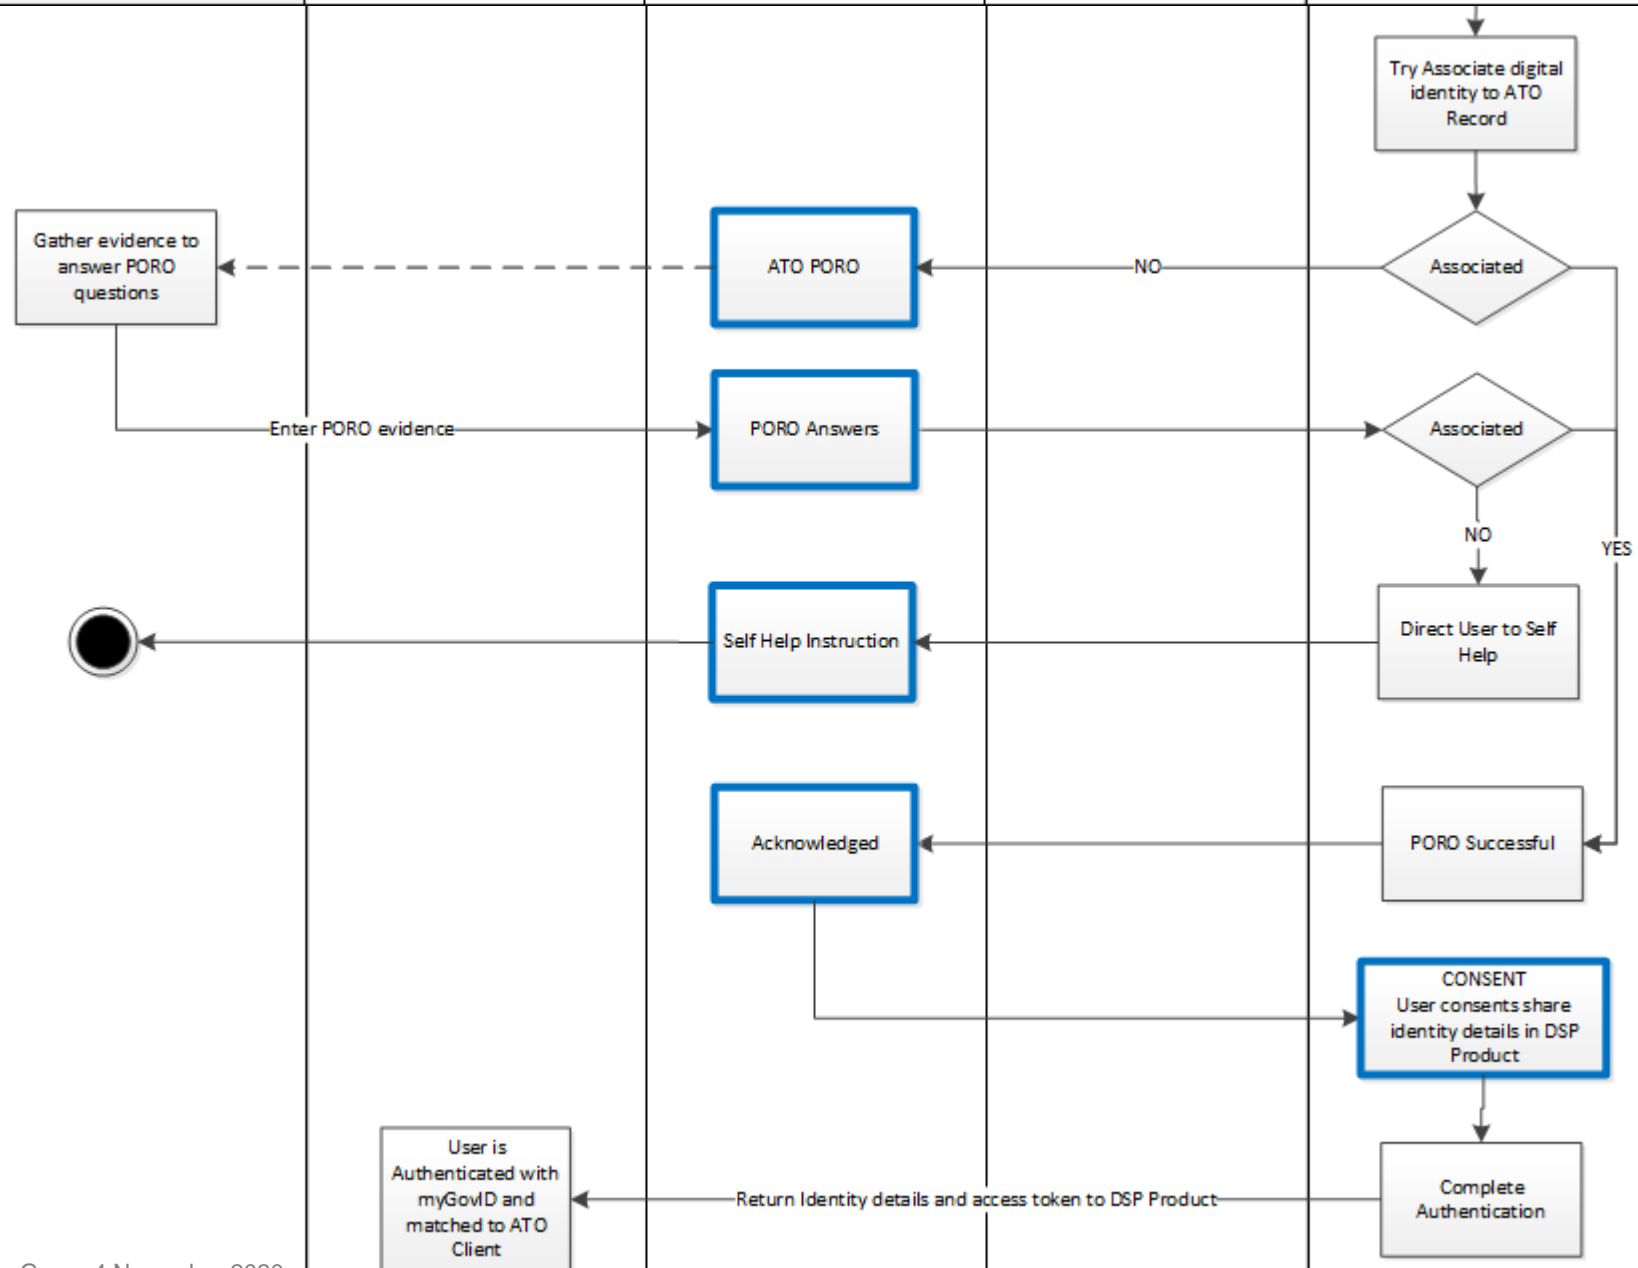 Try Associate digital
identity to ATO
Record
Gather evidence to
answer PORO
questions
ATO PORO
NO
Associated
Enter PORO evidence
PORO Answers
Associated
NO
YES
Self Help Instruction
Direct User to Self
Help
Acknowledged
PORO Successful
CONSENT
User consents share
identity details in DSP
Product
User is
Authenticated with
myGovID and
matched to ATO
Client
Return Identity details and access token to DSP Product
Complete
Authentication